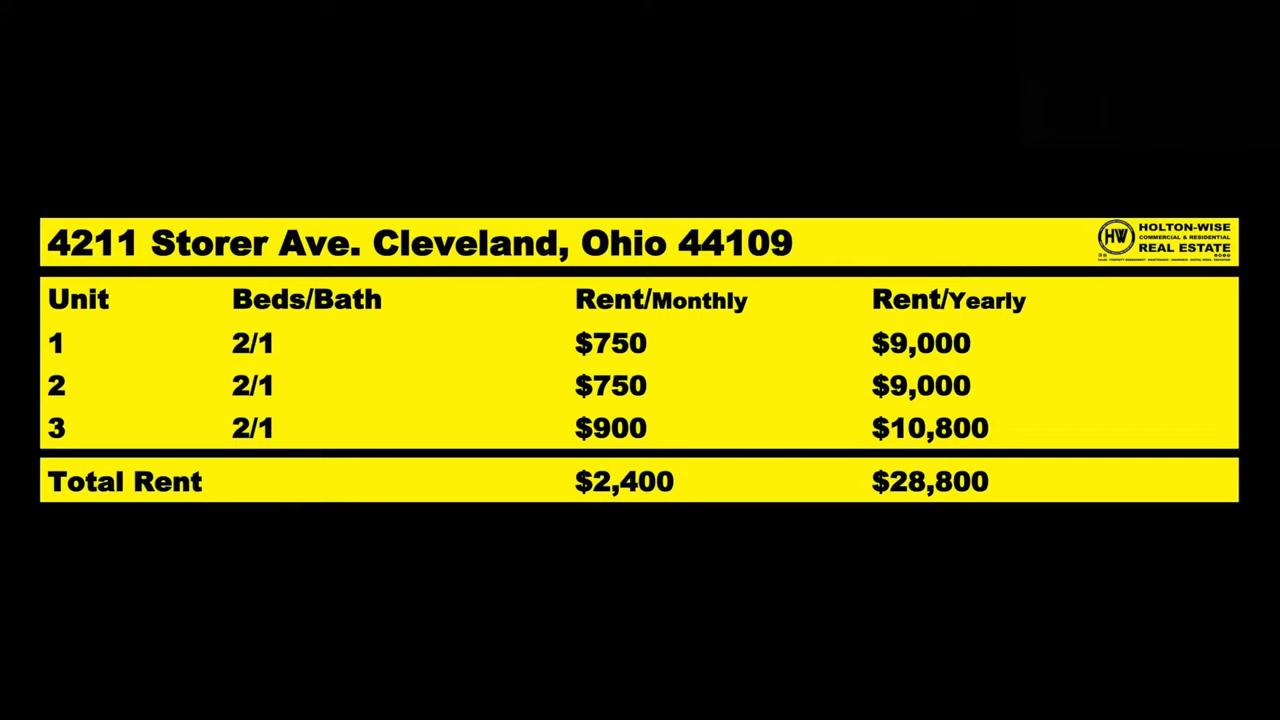 4211 Storer Ave. Cleveland, Ohio 44109
HW
HOLTON-WISE
COMMERCIAL & RESIDENTIAL
REAL ESTATE
Unit Beds/Bath Rent/Monthly Rent/Yearly
1 2/1 $750 $9,000
2 2/1 $750 $9,000
3 2/1 $900 $10,800
Total Rent $2,400 $28,800